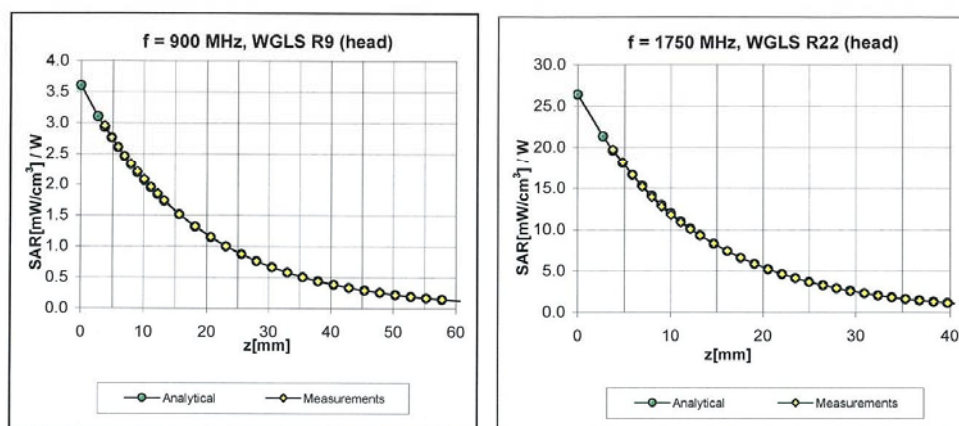 f = 900 MHz, WGLS R9 (head)
SAR[mW/cm³] / W
4.0
3.5
3.0
2.5
2.0
1.5
1.0
0.5
0.0
0 10 20 30 40 50 60
z[mm]
Analytical Measurements
f = 1750 MHz, WGLS R22 (head)
SAR[mW/cm³] / W
30.0
25.0
20.0
15.0
10.0
5.0
0.0
0 10 20 30 40
z[mm]
Analytical Measurements